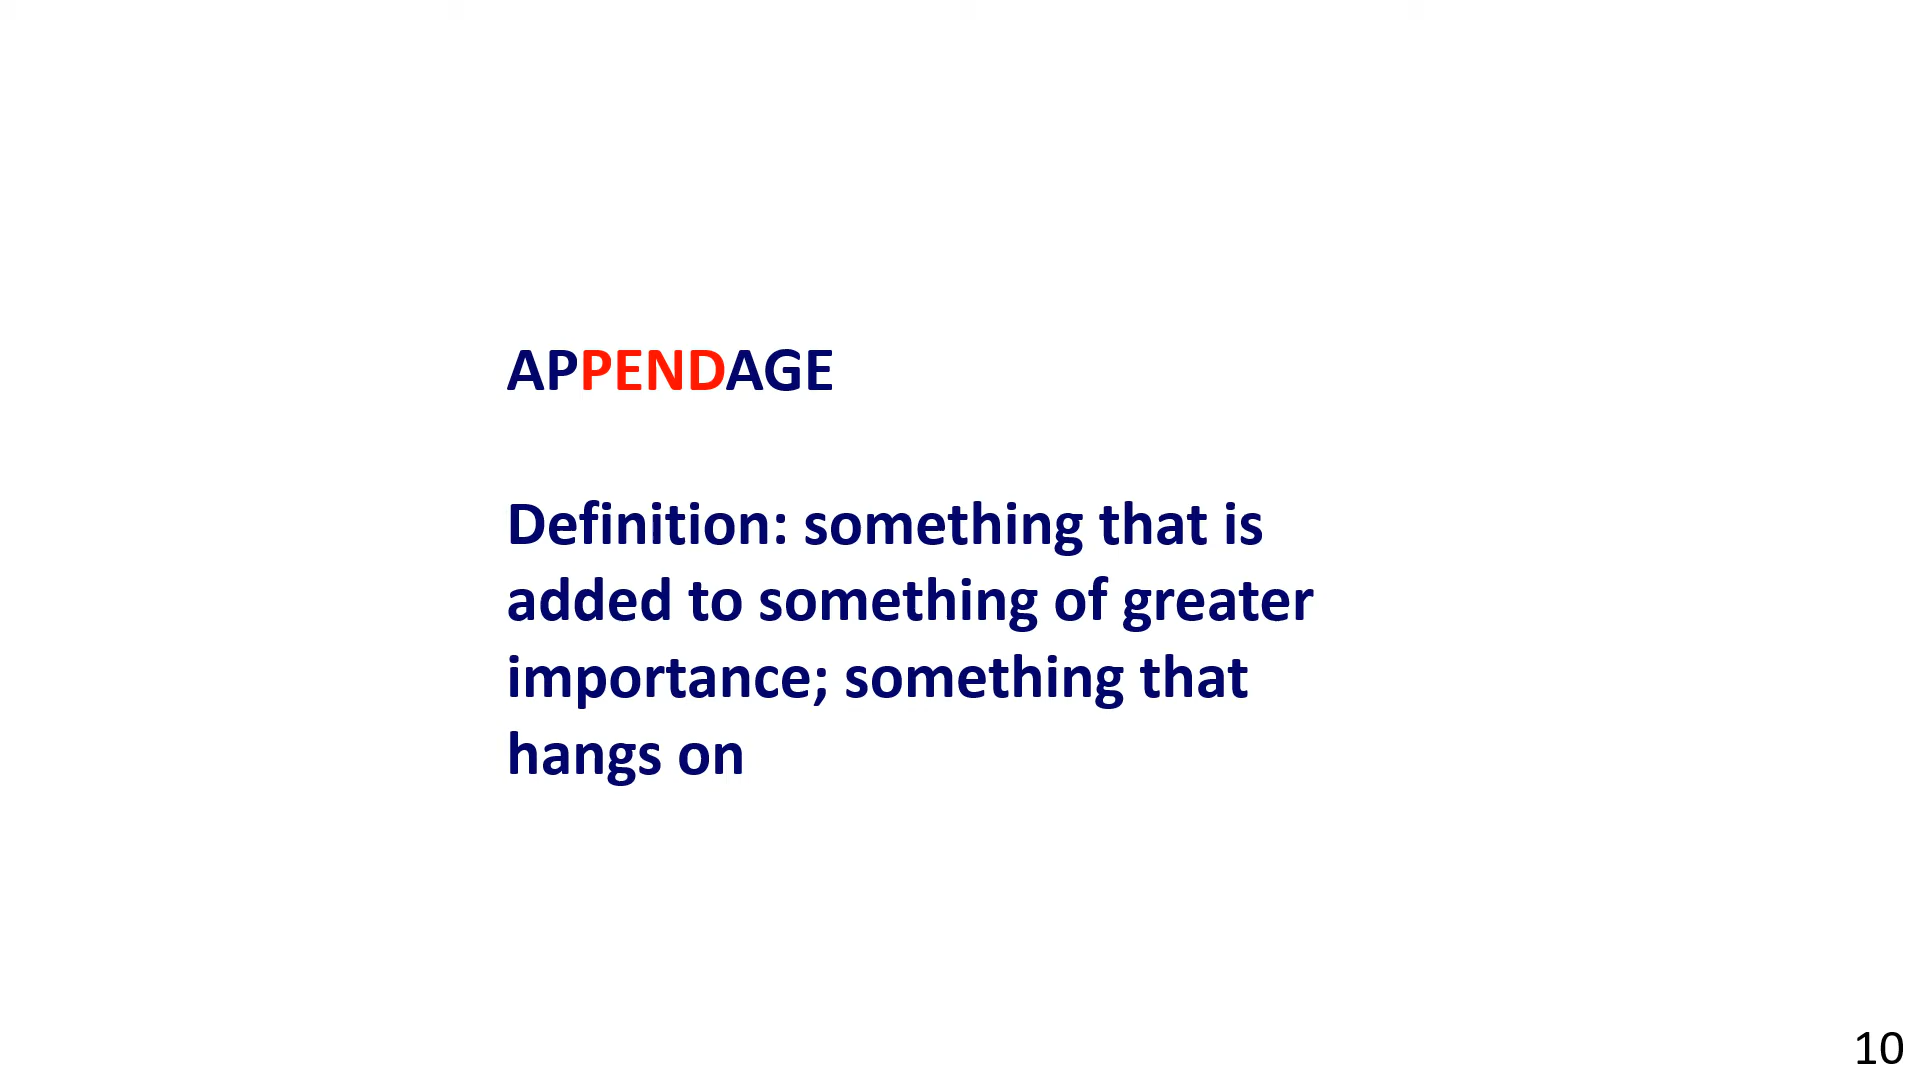 APPENDAGE
Definition: something that is
added to something of greater
importance; something that
hangs on
10